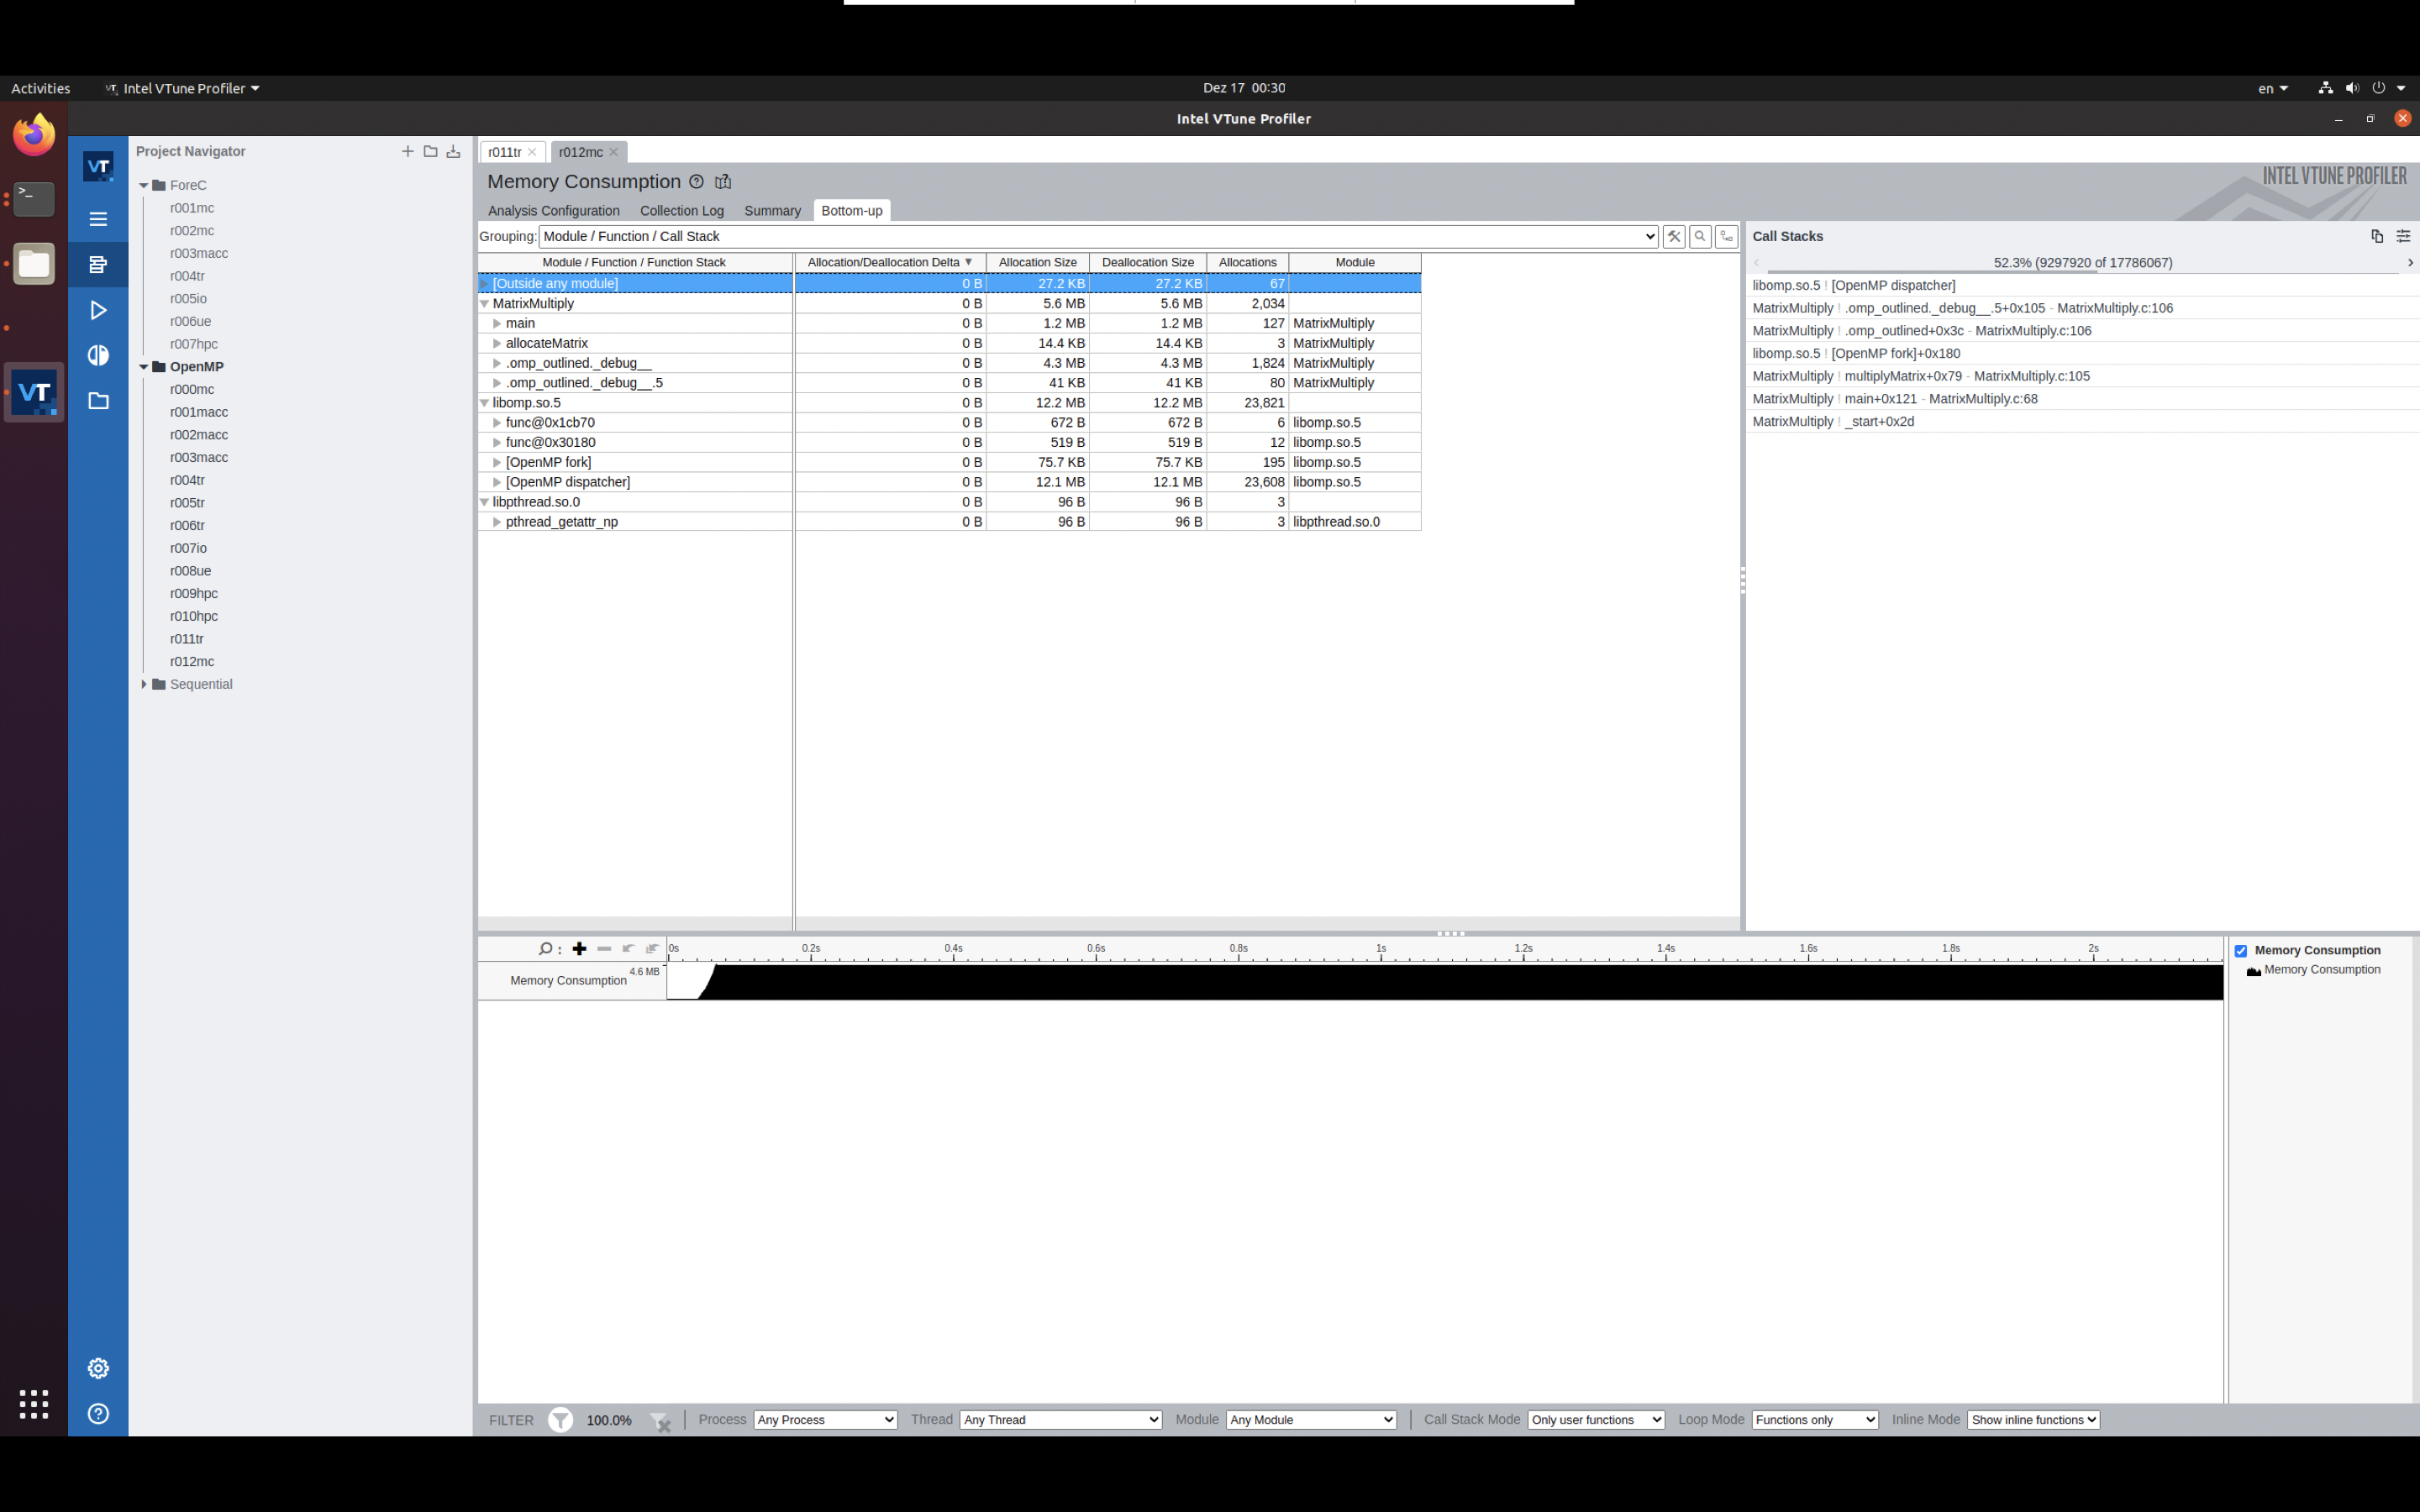 Activities VT Intel VTune Profiler Dez 17 00:30 en
Intel VTune Profiler
VT Project Navigator
ForeC
r001mc
r002mc
r003macc
r004tr
r005io
r006ue
r007hpc
OpenMP
r000mc
r001macc
r002macc
r003macc
r004tr
r005tr
r006tr
r007io
r008ue
r009hpc
r010hpc
r011tr
r012mc
Sequential
VT
r011tr r012mc
Memory Consumption
INTEL VTUNE PROFILER
Analysis Configuration Collection Log Summary Bottom-up
Grouping: Module / Function / Call Stack
Module / Function / Function Stack Allocation/Deallocation Delta ▼ Allocation Size Deallocation Size Allocations Module
[Outside any module] 0 B 27.2 KB 27.2 KB 67
MatrixMultiply 0 B 5.6 MB 5.6 MB 2,034
main 0 B 1.2 MB 1.2 MB 127 MatrixMultiply
allocateMatrix 0 B 14.4 KB 14.4 KB 3 MatrixMultiply
.omp_outlined._debug__ 0 B 4.3 MB 4.3 MB 1,824 MatrixMultiply
.omp_outlined._debug__.5 0 B 41 KB 41 KB 80 MatrixMultiply
libomp.so.5 0 B 12.2 MB 12.2 MB 23,821
func@0x1cb70 0 B 672 B 672 B 6 libomp.so.5
func@0x30180 0 B 519 B 519 B 12 libomp.so.5
[OpenMP fork] 0 B 75.7 KB 75.7 KB 195 libomp.so.5
[OpenMP dispatcher] 0 B 12.1 MB 12.1 MB 23,608 libomp.so.5
libpthread.so.0 0 B 96 B 96 B 3
pthread_getattr_np 0 B 96 B 96 B 3 libpthread.so.0
Call Stacks
52.3% (9297920 of 17786067)
libomp.so.5 ! [OpenMP dispatcher]
MatrixMultiply ! .omp_outlined._debug__.5+0x105 - MatrixMultiply.c:106
MatrixMultiply ! .omp_outlined+0x3c - MatrixMultiply.c:106
libomp.so.5 ! [OpenMP fork]+0x180
MatrixMultiply ! multiplyMatrix+0x79 - MatrixMultiply.c:105
MatrixMultiply ! main+0x121 - MatrixMultiply.c:68
MatrixMultiply ! _start+0x2d
0s 0.2s 0.4s 0.6s 0.8s 1s 1.2s 1.4s 1.6s 1.8s 2s
Memory Consumption 4.6 MB
Memory Consumption
Memory Consumption
FILTER 100.0% Process Any Process Thread Any Thread Module Any Module Call Stack Mode Only user functions Loop Mode Functions only Inline Mode Show inline functions